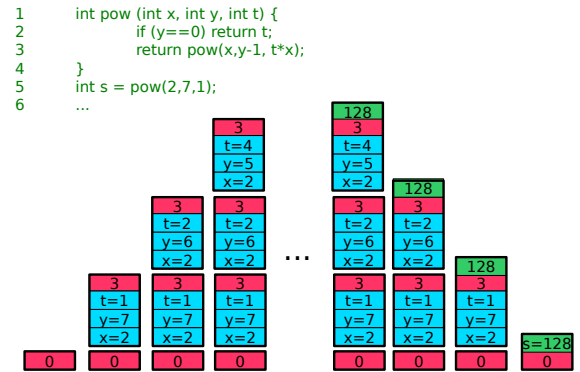 1 int pow (int x, int y, int t) {
2 if (y==0) return t;
3 return pow(x,y-1, t*x);
4 }
5 int s = pow(2,7,1);
6 ...
128
3 3
t=4 t=4
y=5 y=5
x=2 x=2
128
3 3 3 3
t=2 t=2 t=2 t=2
y=6 y=6 y=6 y=6
x=2 x=2 ... x=2 x=2
128
3 3 3 3 3 3
t=1 t=1 t=1 t=1 t=1 t=1
y=7 y=7 y=7 y=7 y=7 y=7
x=2 x=2 x=2 x=2 x=2 x=2
s=128
0 0 0 0 0 0 0 0